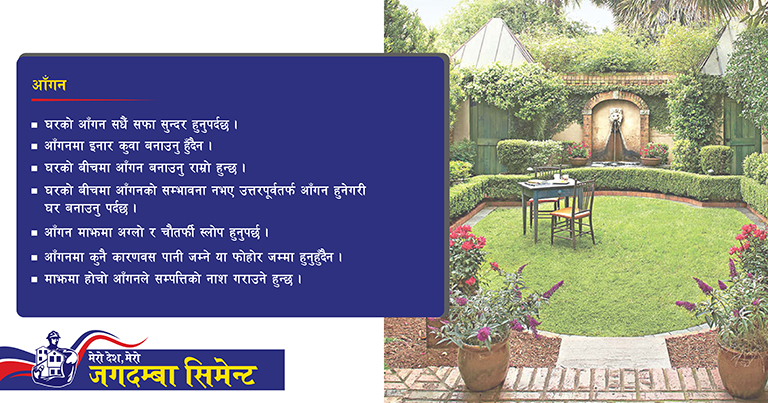 आँगन
घरको आँगन सधैं सफा सुन्दर हुनुपर्दछ ।
आँगनमा इनार कुवा बनाउनु हुँदैन ।
घरको बीचमा आँगन बनाउनु राम्रो हुन्छ ।
घरको बीचमा आँगनको सम्भावना नभए उत्तरपूर्वतर्फ आँगन हुनेगरी
घर बनाउनु पर्दछ ।
आँगन माझमा अग्लो र चौतर्फी स्लोप हुनुपर्छ ।
आँगनमा कुनै कारणवस पानी जम्ने या फोहोर जम्मा हुनुहुँदैन ।
माझमा होचो आँगनले सम्पत्तिको नाश गराउने हुन्छ ।
मेरो देश, मेरो
जगदम्बा सिमेन्ट